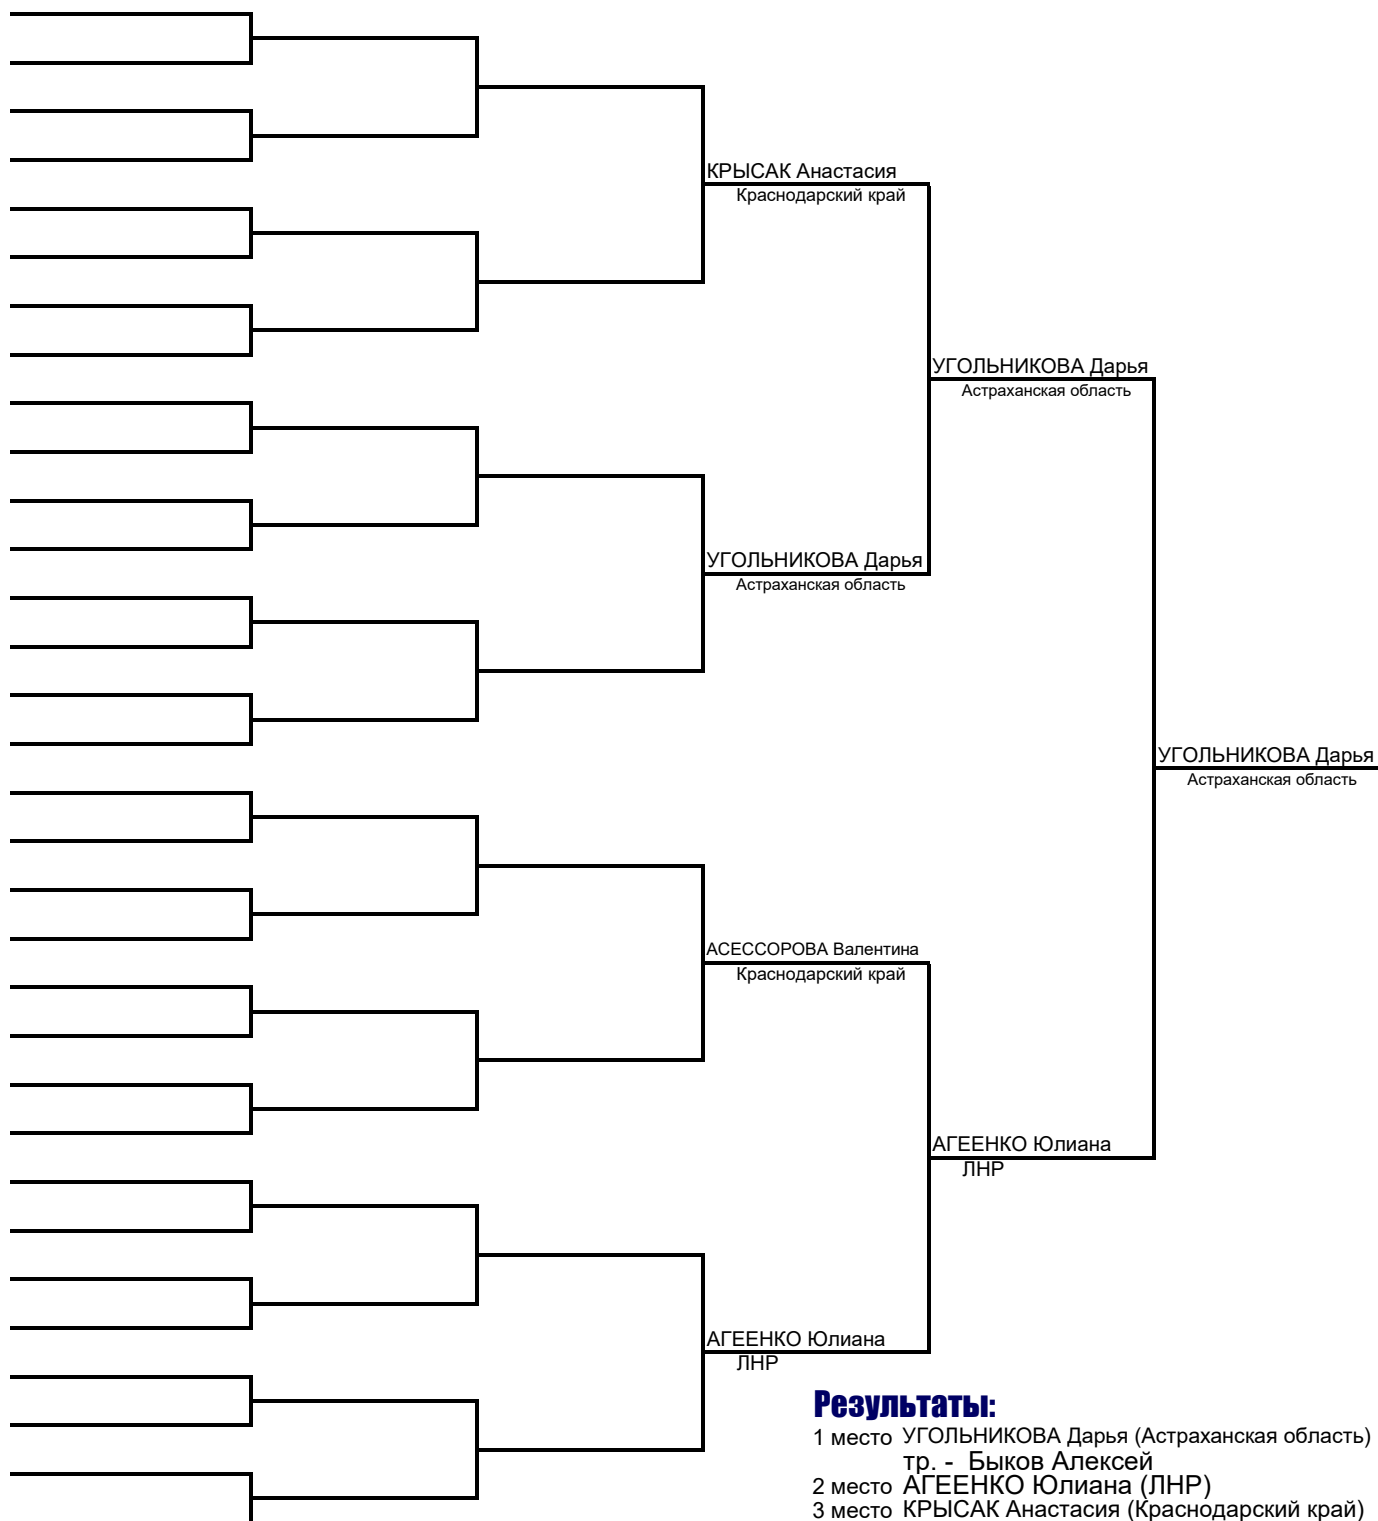 КРЫСАК Анастасия
Краснодарский край
УГОЛЬНИКОВА Дарья
Астраханская область
УГОЛЬНИКОВА Дарья
Астраханская область
УГОЛЬНИКОВА Дарья
Астраханская область
АСЕССОРОВА Валентина
Краснодарский край
АГЕЕНКО Юлиана
ЛНР
АГЕЕНКО Юлиана
ЛНР
Результаты:
1 место УГОЛЬНИКОВА Дарья (Астраханская область)
тр. - Быков Алексей
2 место АГЕЕНКО Юлиана (ЛНР)
3 место КРЫСАК Анастасия (Краснодарский край)